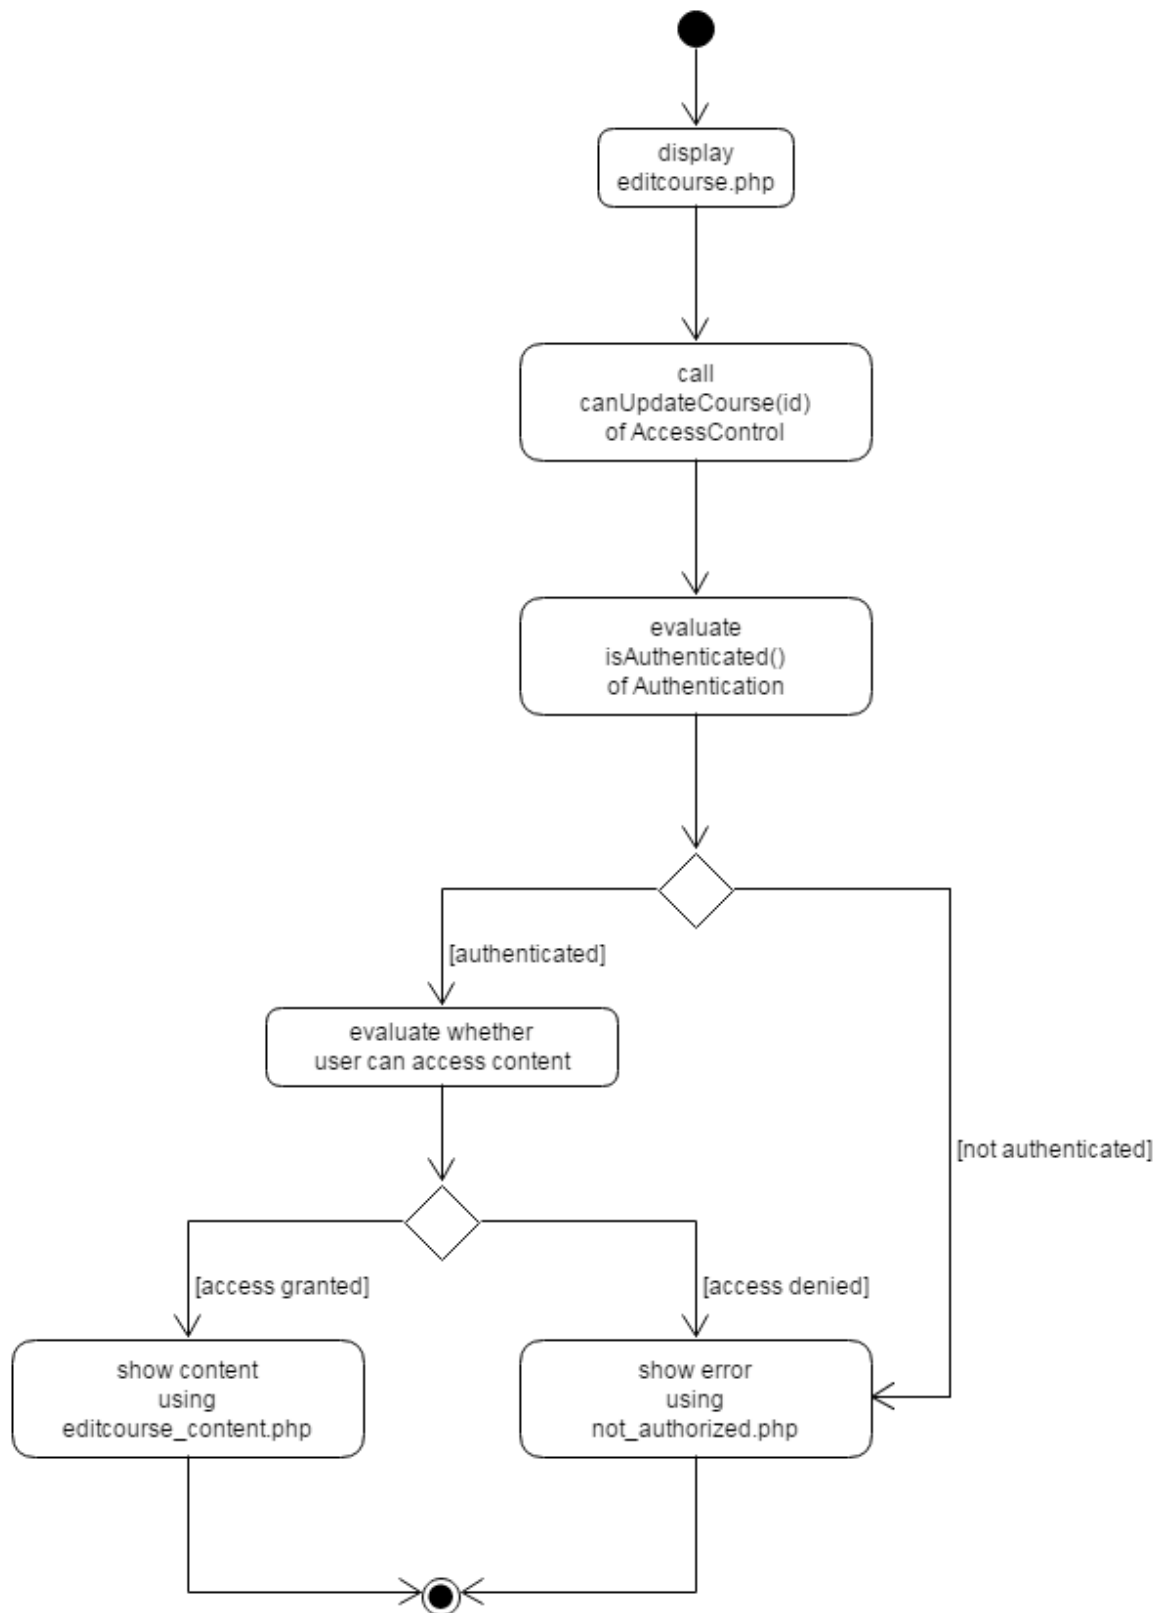 display
editcourse.php
call
canUpdateCourse(id)
of AccessControl
evaluate
isAuthenticated()
of Authentication
[authenticated]
evaluate whether
user can access content
[not authenticated]
[access granted]
[access denied]
show content
using
editcourse_content.php
show error
using
not_authorized.php